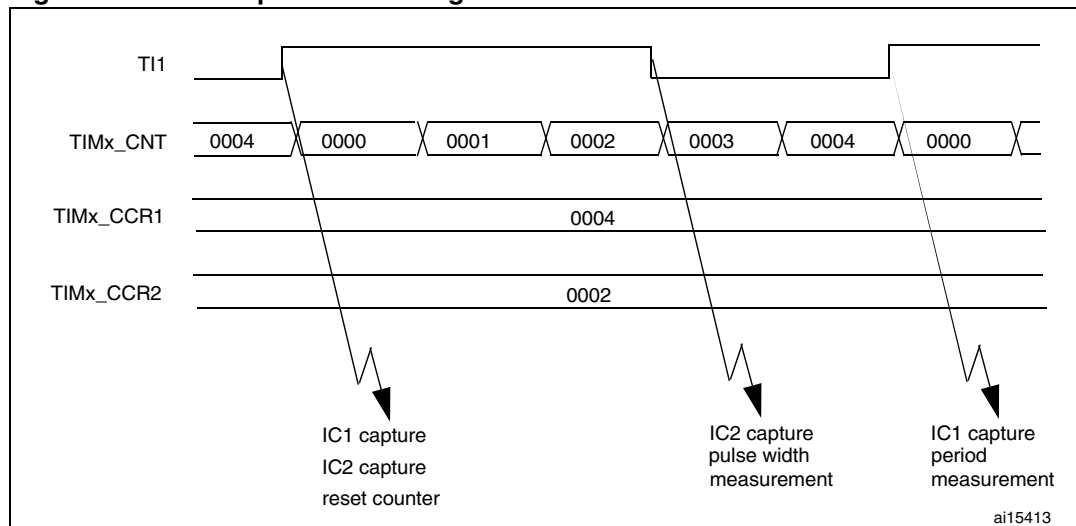 TI1
TIMx_CNT 0004 0000 0001 0002 0003 0004 0000
TIMx_CCR1 0004
TIMx_CCR2 0002
IC1 capture
IC2 capture
reset counter
IC2 capture
pulse width
measurement
IC1 capture
period
measurement
ai15413